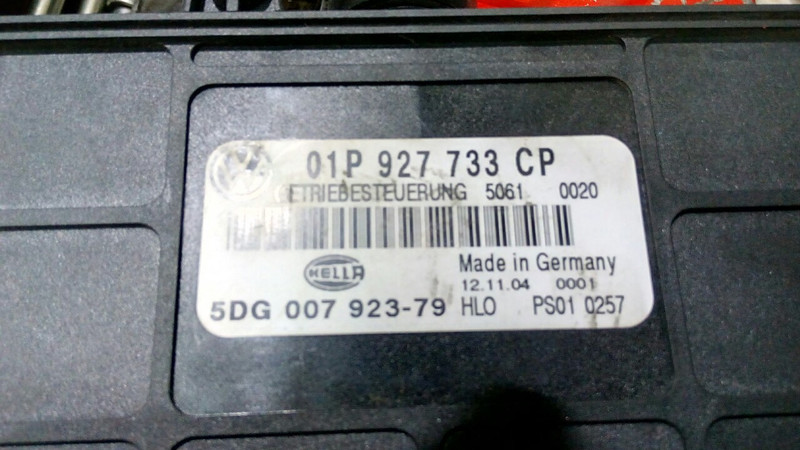 01P 927 733 CP
ETRIEBESTEUERUNG 5061 0020
HELLA
Made in Germany
12.11.04 0001
5DG 007 923-79 HLO PS01 0257